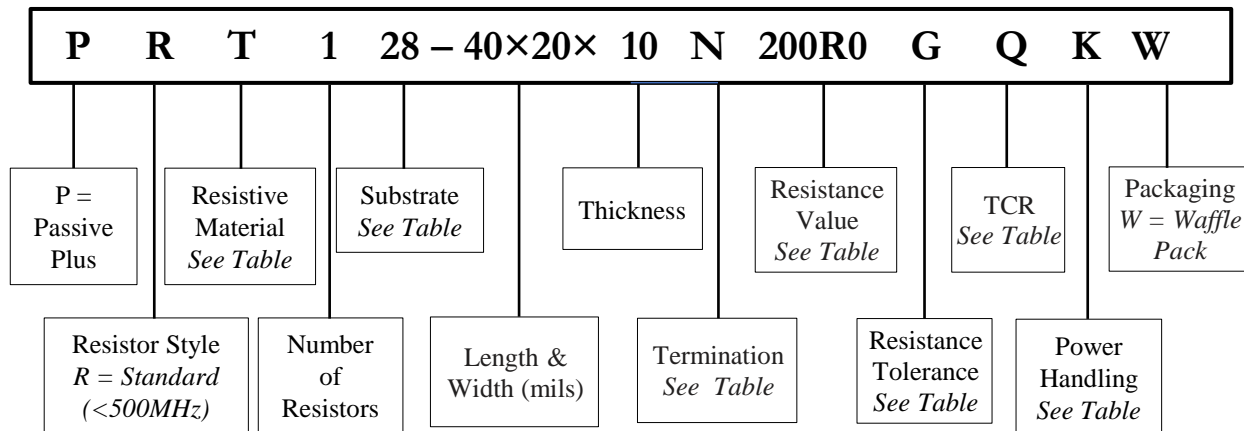 P R T 1 28 – 40×20× 10 N 200R0 G Q K W
P =
Passive
Plus
Resistive
Material
See Table
Substrate
See Table
Thickness
Resistance
Value
See Table
TCR
See Table
Packaging
W = Waffle
Pack
Resistor Style
R = Standard
(<500MHz)
Number
of
Resistors
Length &
Width (mils)
Termination
See Table
Resistance
Tolerance
See Table
Power
Handling
See Table